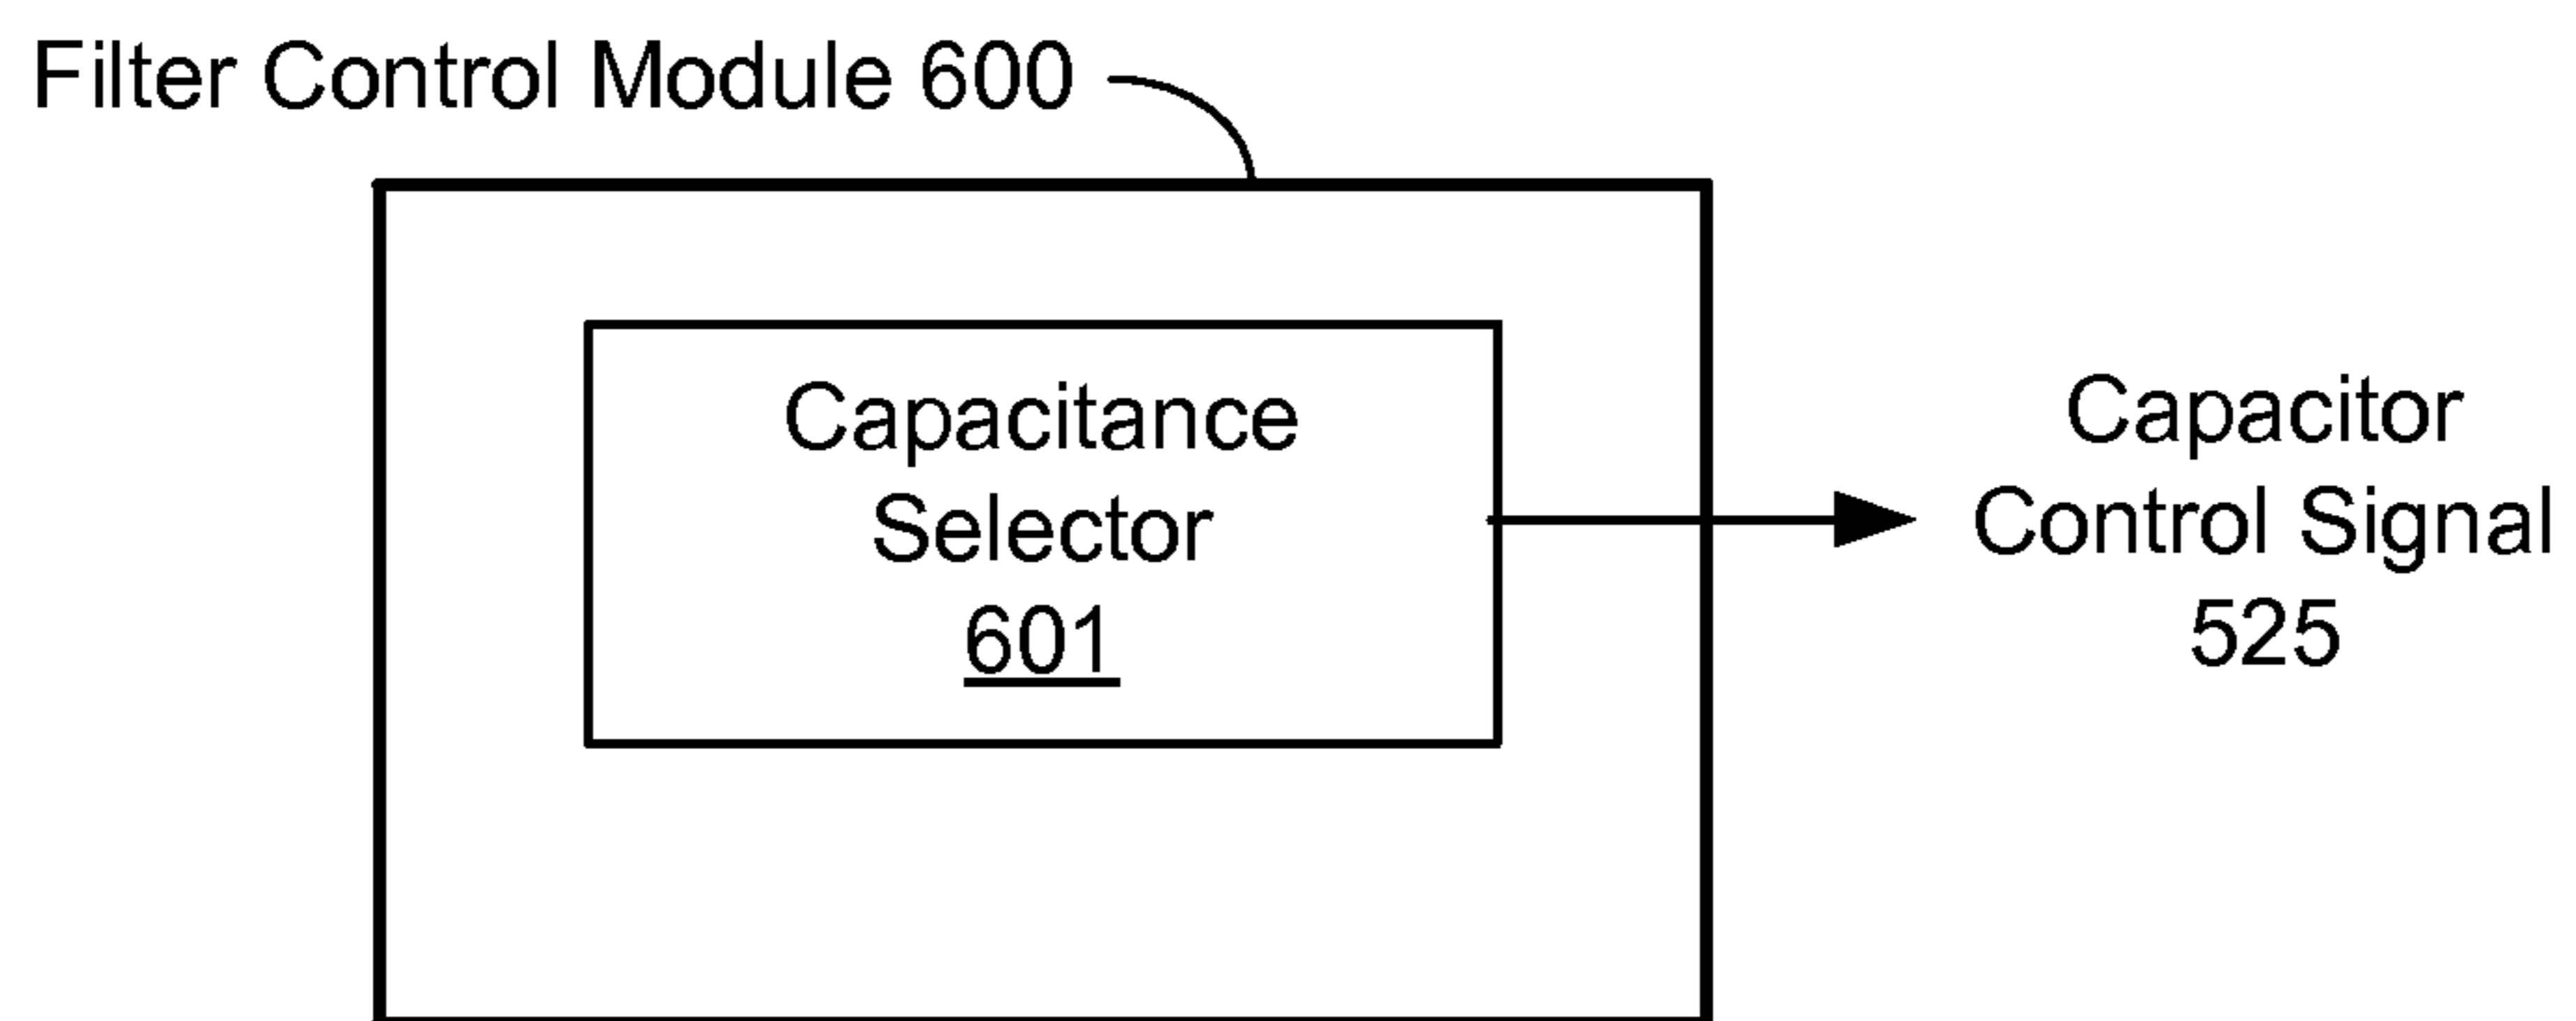 Filter Control Module 600
Capacitance
Selector
601
Capacitor
Control Signal
525